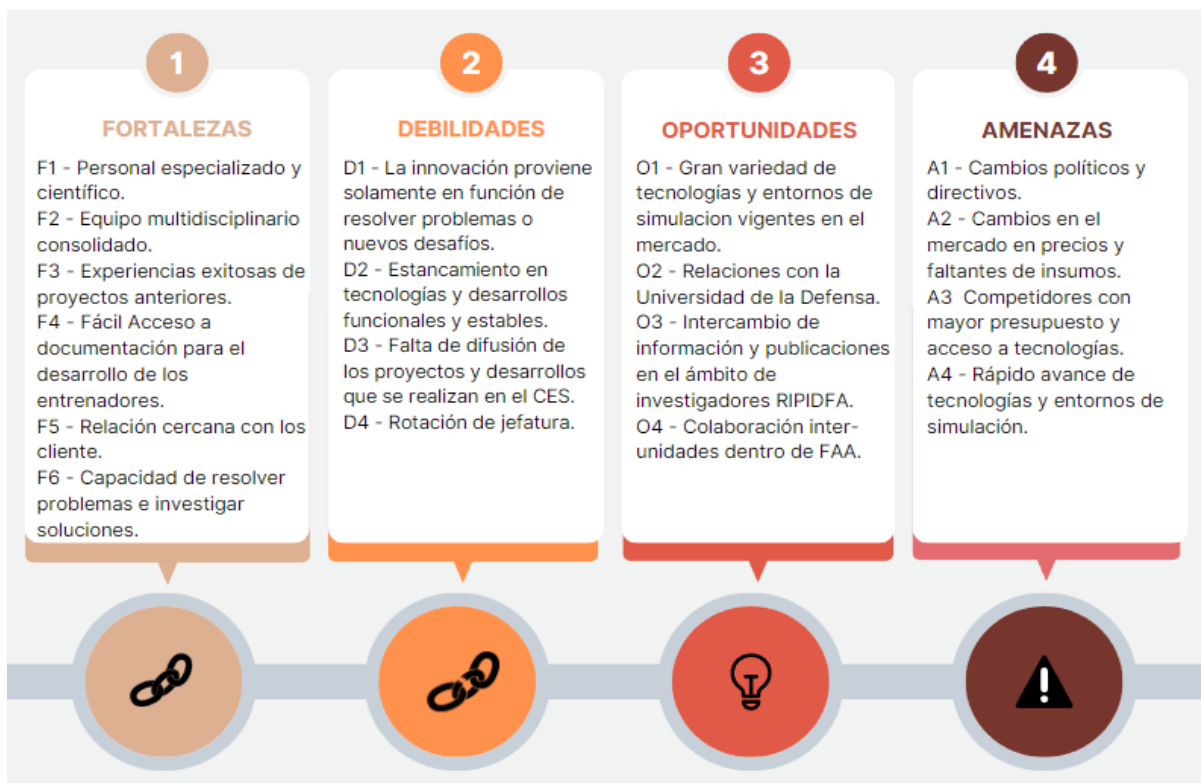 1
FORTALEZAS
F1 - Personal especializado y
científico.
F2 - Equipo multidisciplinario
consolidado.
F3 - Experiencias exitosas de
proyectos anteriores.
F4 - Fácil Acceso a
documentación para el
desarrollo de los
entrenadores.
F5 - Relación cercana con los
cliente.
F6 - Capacidad de resolver
problemas e investigar
soluciones.
2
DEBILIDADES
D1 - La innovación proviene
solamente en función de
resolver problemas o
nuevos desafíos.
D2 - Estancamiento en
tecnologías y desarrollos
funcionales y estables.
D3 - Falta de difusión de
los proyectos y desarrollos
que se realizan en el CES.
D4 - Rotación de jefatura.
3
OPORTUNIDADES
O1 - Gran variedad de
tecnologías y entornos de
simulacion vigentes en el
mercado.
O2 - Relaciones con la
Universidad de la Defensa.
O3 - Intercambio de
información y publicaciones
en el ámbito de
investigadores RIPIDFA.
O4 - Colaboración inter-
unidades dentro de FAA.
4
AMENAZAS
A1 - Cambios políticos y
directivos.
A2 - Cambios en el
mercado en precios y
faltantes de insumos.
A3  Competidores con
mayor presupuesto y
acceso a tecnologías.
A4 - Rápido avance de
tecnologías y entornos de
simulación.